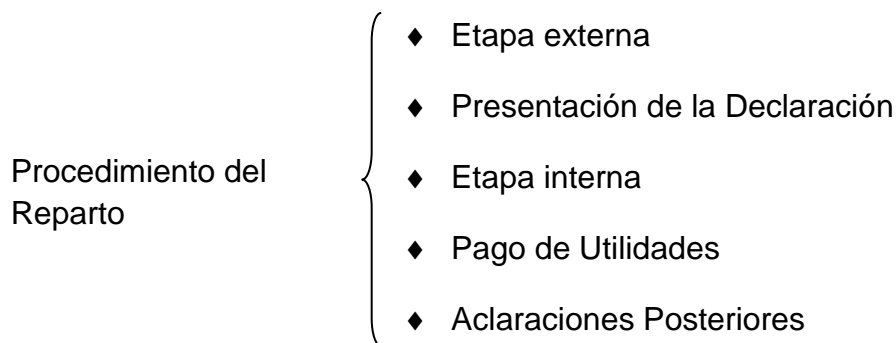 Procedimiento del
Reparto
♦ Etapa externa
♦ Presentación de la Declaración
♦ Etapa interna
♦ Pago de Utilidades
♦ Aclaraciones Posteriores